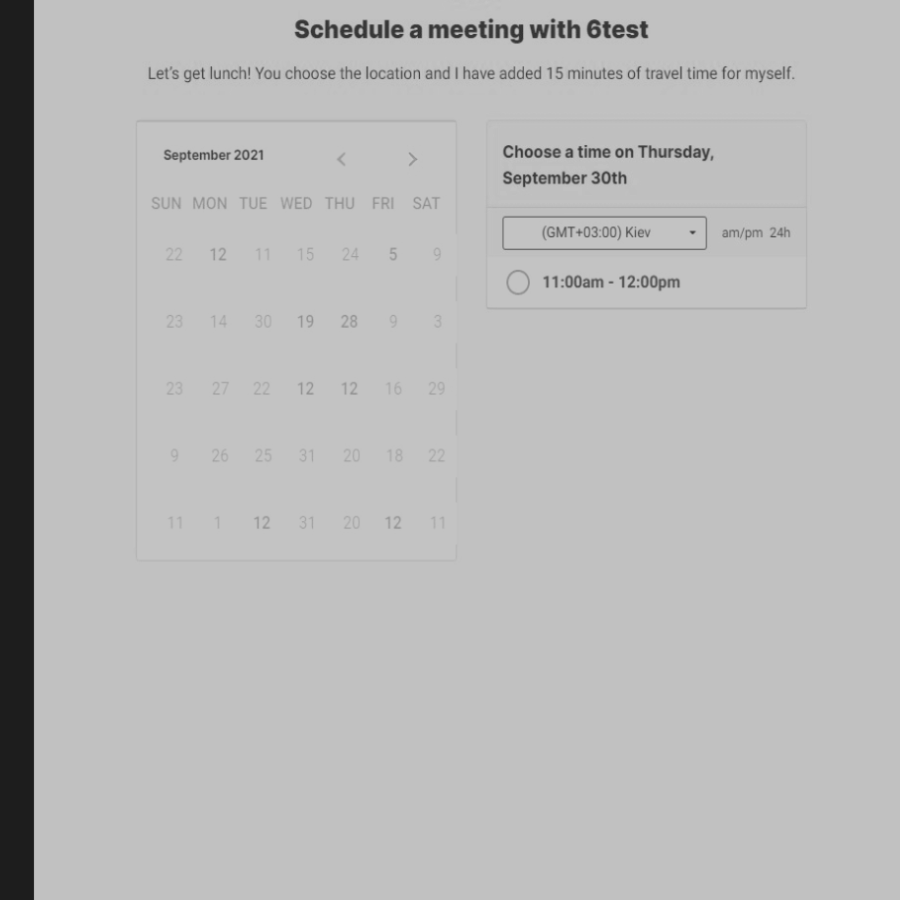 Schedule a meeting with 6test
Let's get lunch! You choose the location and I have added 15 minutes of travel time for myself.
September 2021
SUN MON TUE WED THU FRI SAT
22 12 11 15 24 5 9
23 14 30 19 28 9 3
23 27 22 12 12 16 29
9 26 25 31 20 18 22
11 1 12 31 20 12 11
Choose a time on Thursday,
September 30th
(GMT+03:00) Kiev am/pm 24h
11:00am - 12:00pm